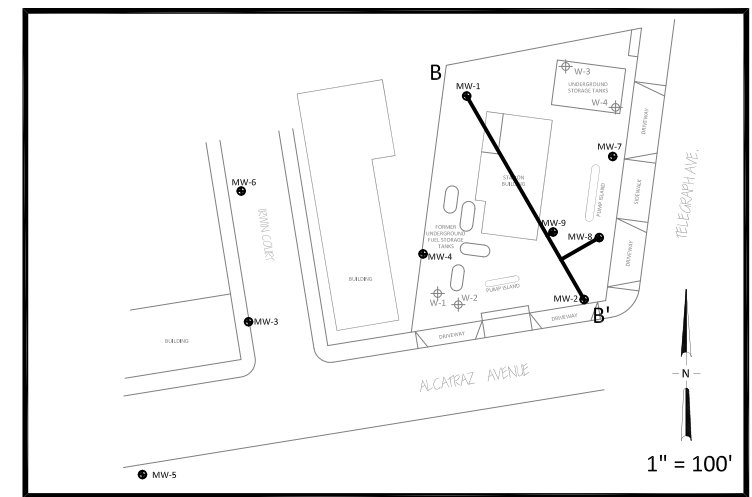 B
MW-1
W-3
UNDERGROUND
STORAGE TANKS
W-4
DRIVEWAY
MW-7
TELEGRAPH AVE.
STATION
BUILDING
SIDEWALK
PUMP ISLAND
MW-6
IRWIN COURT
MW-9
MW-8
FORMER
UNDERGROUND
FUEL STORAGE
TANKS
MW-4
DRIVEWAY
BUILDING
PUMP ISLAND
W-1
W-2
MW-2
B'
MW-3
DRIVEWAY
DRIVEWAY
BUILDING
ALCATRAZ AVENUE
N
1" = 100'
MW-5